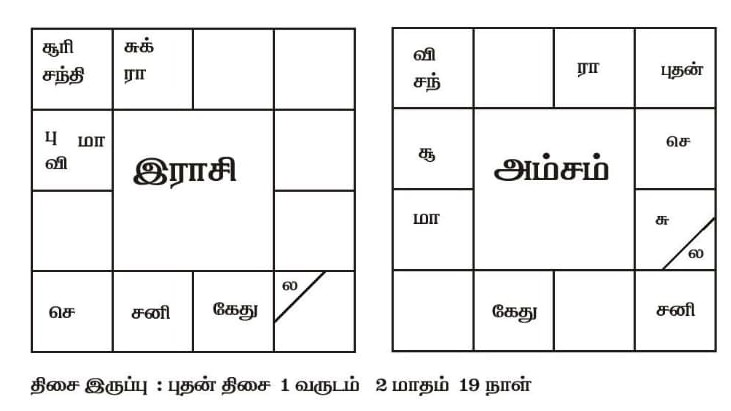 சூரி
சந்தி
சுக்
ரா
பு மா
வி
இராசி
செ
சனி
கேது
ல
வி
சந்
ரா
புதன்
சூ
அம்சம்
செ
மா
சு
ல
கேது
சனி
திசை இருப்பு : புதன் திசை 1 வருடம் 2 மாதம் 19 நாள்